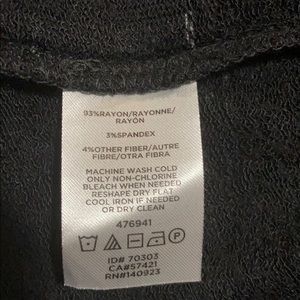 93%RAYON/RAYONNE/
RAYÓN
3%SPANDEX
4%OTHER FIBER/AUTRE
FIBRE/OTRA FIBRA
MACHINE WASH COLD
ONLY NON-CHLORINE
BLEACH WHEN NEEDED
RESHAPE DRY FLAT
COOL IRON IF NEEDED
OR DRY CLEAN
476941
ID# 70303
CA#57421
RN#140923